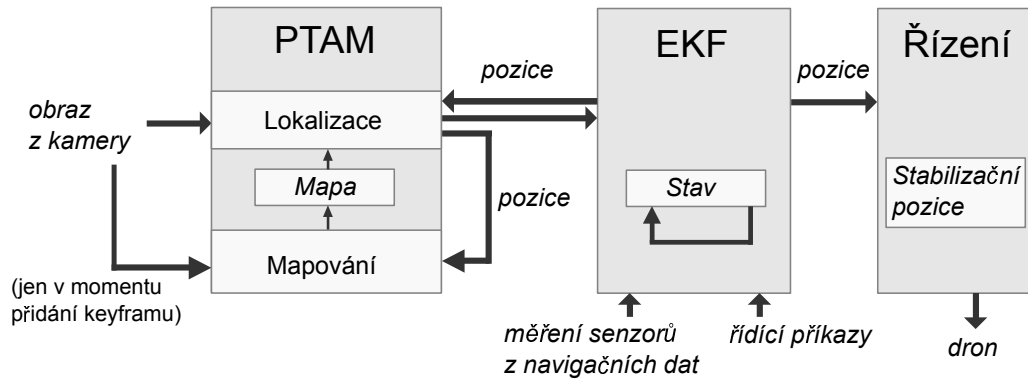 PTAM
EKF
Řízení
pozice
pozice
obraz
z kamery
Lokalizace
Mapa
pozice
Stav
Stabilizační
pozice
Mapování
(jen v momentu
přidání keyframu)
měření senzorů
z navigačních dat
řídící příkazy
dron